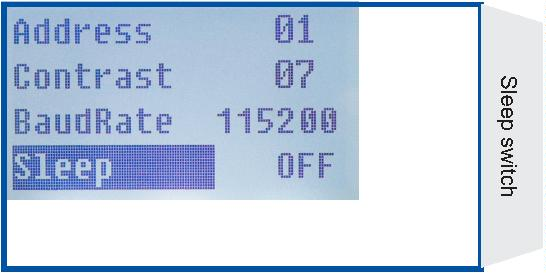 Address 01
Contrast 07
BaudRate 115200
Sleep OFF
Sleep switch